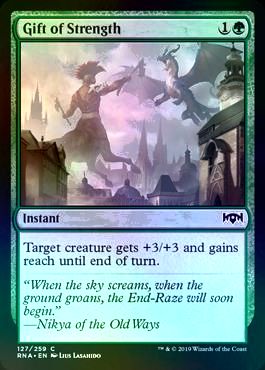 Gift of Strength 1
Instant
Target creature gets +3/+3 and gains
reach until end of turn.
“When the sky screams, when the
ground groans, the End-Raze will soon
begin.”
—Nikya of the Old Ways
127/259 C
RNA • EN Lius Lasahido
™ & © 2019 Wizards of the Coast